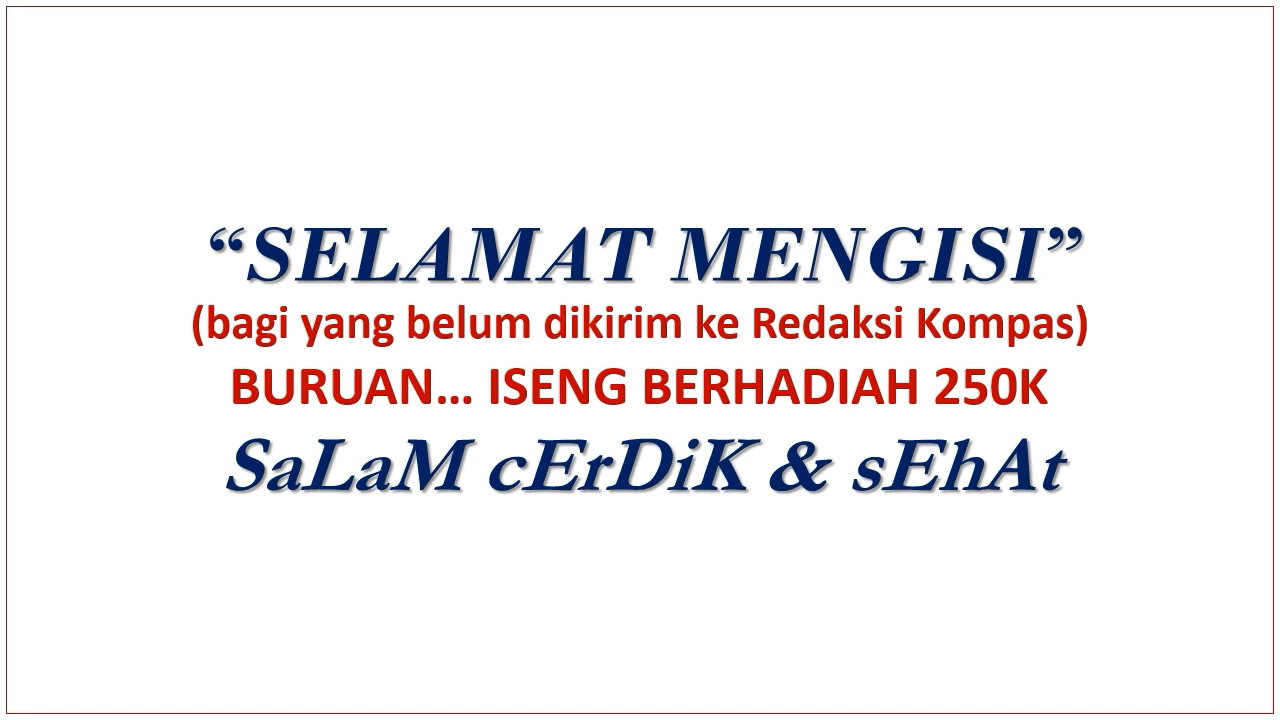 “SELAMAT MENGISI”
(bagi yang belum dikirim ke Redaksi Kompas)
BURUAN... ISENG BERHADIAH 250K
SaLaM cErDiK & sEhAt